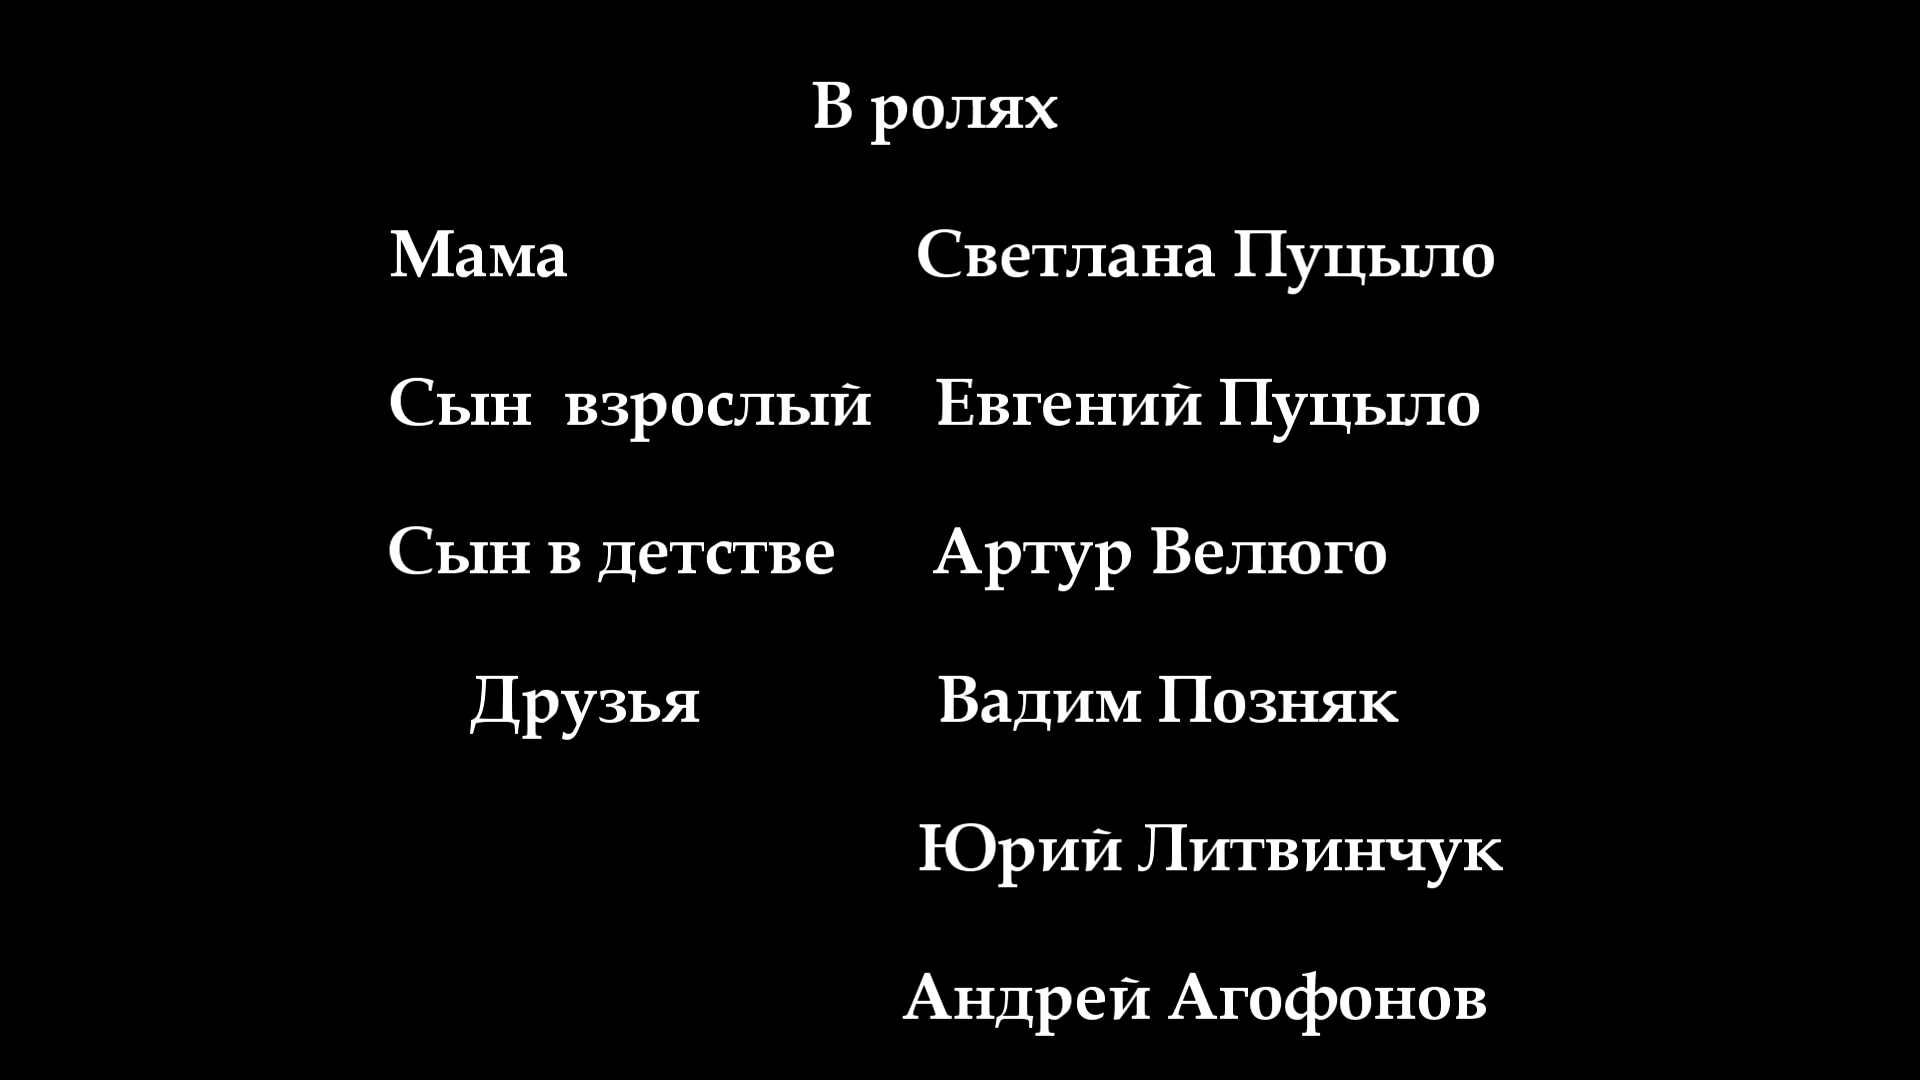 В ролях
Мама Светлана Пуцыло
Сын взрослый Евгений Пуцыло
Сын в детстве Артур Велюго
Друзья Вадим Позняк
Юрий Литвинчук
Андрей Агофонов